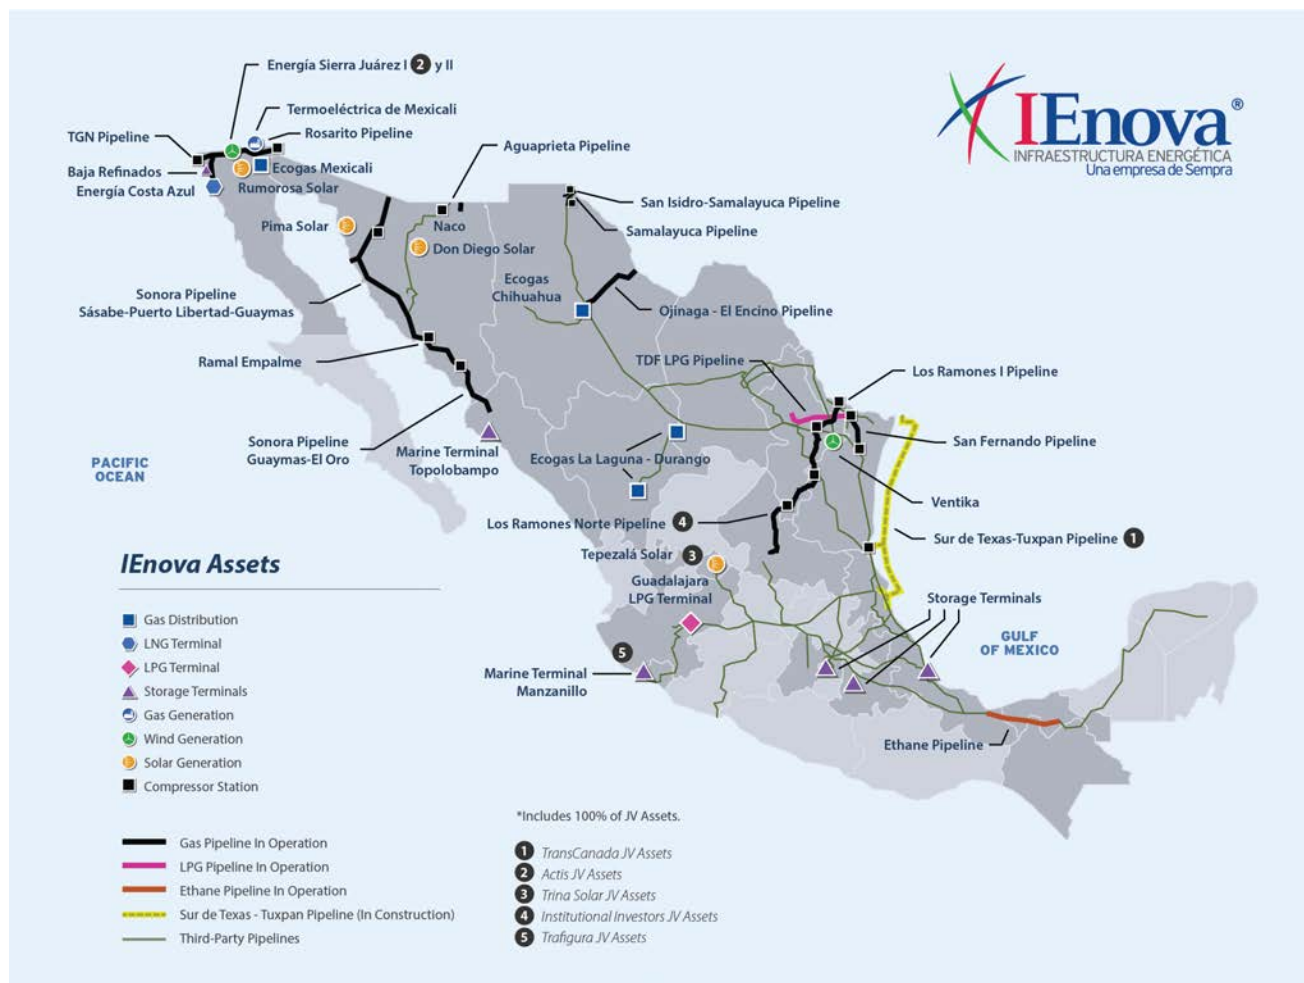 Energía Sierra Juárez I 2 y II
Termoeléctrica de Mexicali
TGN Pipeline
Rosarito Pipeline
Aguaprieta Pipeline
Baja Refinados
Ecogas Mexicali
Energía Costa Azul
Rumorosa Solar
IEnova®
INFRAESTRUCTURA ENERGÉTICA
Una empresa de Sempra
San Isidro-Samalayuca Pipeline
Pima Solar
Naco
Samalayuca Pipeline
Don Diego Solar
Ecogas
Chihuahua
Sonora Pipeline
Sásabe-Puerto Libertad-Guaymas
Ojinaga - El Encino Pipeline
Ramal Empalme
TDF LPG Pipeline
Los Ramones I Pipeline
Sonora Pipeline
Guaymas-El Oro
Marine Terminal
Topolobampo
Ecogas La Laguna - Durango
San Fernando Pipeline
PACIFIC
OCEAN
Ventika
Los Ramones Norte Pipeline 4
Sur de Texas-Tuxpan Pipeline 1
Tepezalá Solar 3
Guadalajara
LPG Terminal
Storage Terminals
GULF
OF MEXICO
5
Marine Terminal
Manzanillo
Ethane Pipeline
IEnova Assets
Gas Distribution
LNG Terminal
LPG Terminal
Storage Terminals
Gas Generation
Wind Generation
Solar Generation
Compressor Station
Gas Pipeline In Operation
LPG Pipeline In Operation
Ethane Pipeline In Operation
Sur de Texas - Tuxpan Pipeline (In Construction)
Third-Party Pipelines
*Includes 100% of JV Assets.
1 TransCanada JV Assets
2 Actis JV Assets
3 Trina Solar JV Assets
4 Institutional Investors JV Assets
5 Trafigura JV Assets